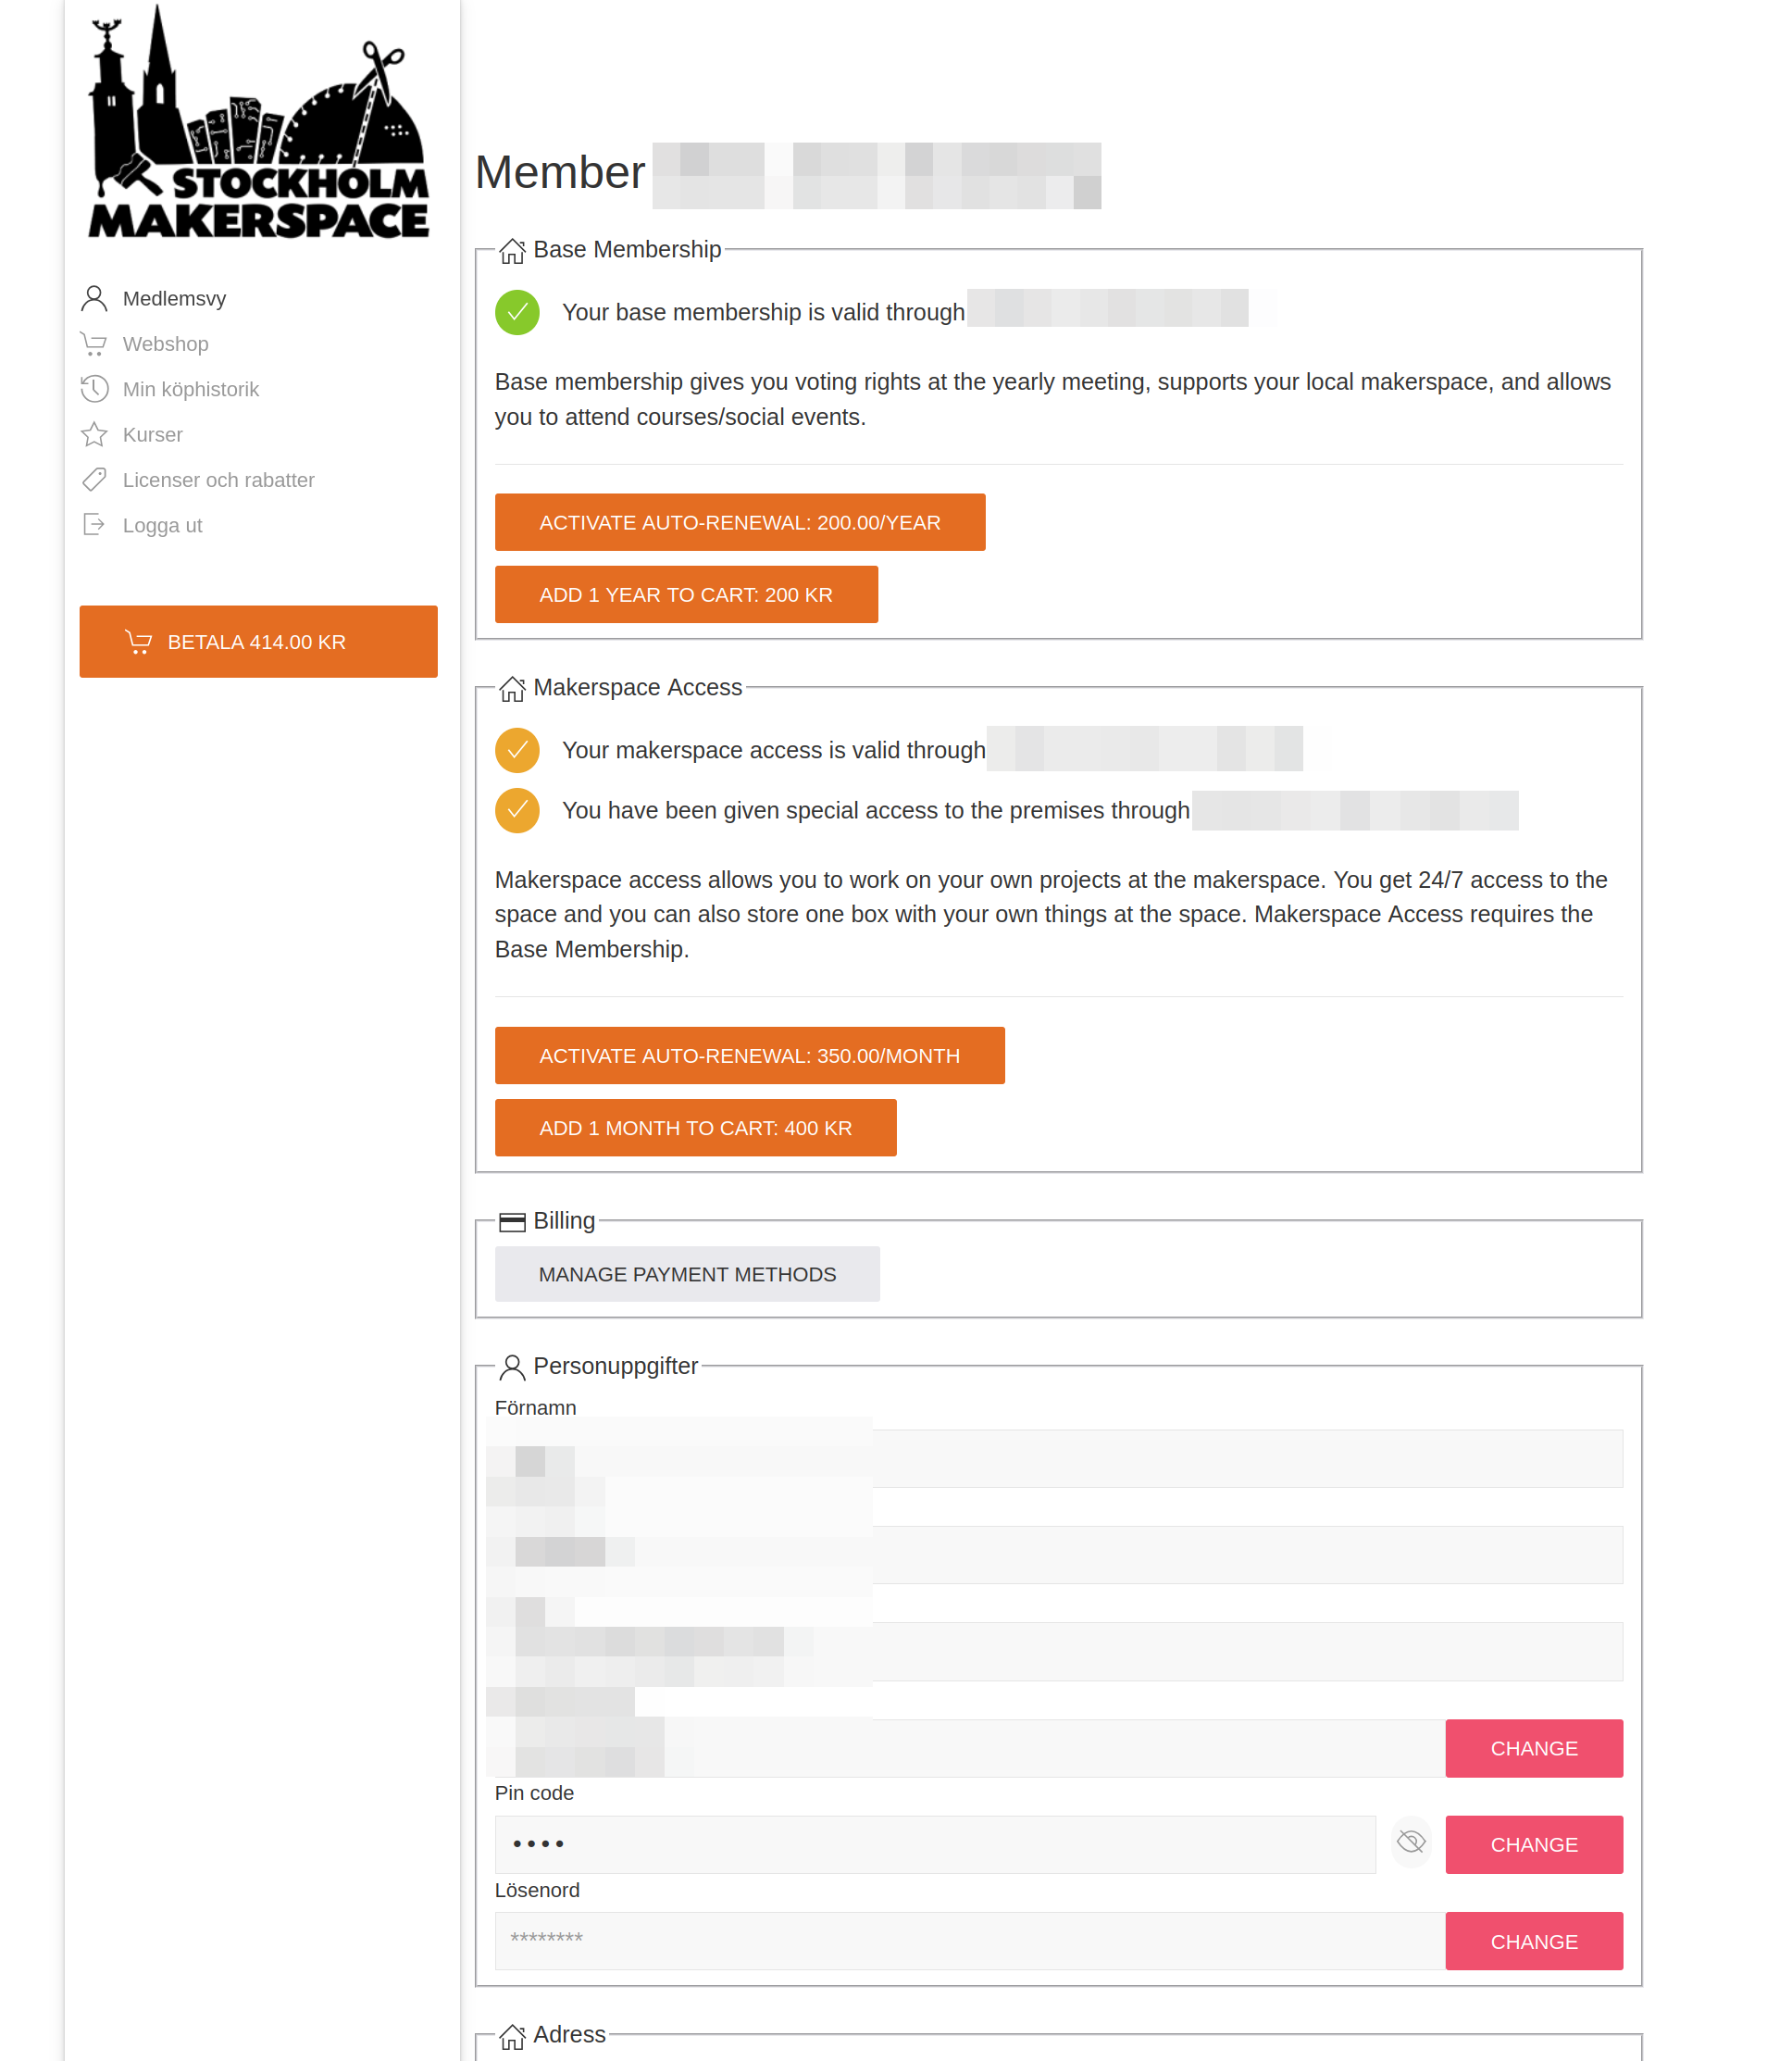 STOCKHOLM
MAKERSPACE
Medlemsvy
Webshop
Min köphistorik
Kurser
Licenser och rabatter
Logga ut
BETALA 414.00 KR
Member
Base Membership
Your base membership is valid through
Base membership gives you voting rights at the yearly meeting, supports your local makerspace, and allows
you to attend courses/social events.
ACTIVATE AUTO-RENEWAL: 200.00/YEAR
ADD 1 YEAR TO CART: 200 KR
Makerspace Access
Your makerspace access is valid through
You have been given special access to the premises through
Makerspace access allows you to work on your own projects at the makerspace. You get 24/7 access to the
space and you can also store one box with your own things at the space. Makerspace Access requires the
Base Membership.
ACTIVATE AUTO-RENEWAL: 350.00/MONTH
ADD 1 MONTH TO CART: 400 KR
Billing
MANAGE PAYMENT METHODS
Personuppgifter
Förnamn
CHANGE
Pin code
•••• CHANGE
Lösenord
******** CHANGE
Adress